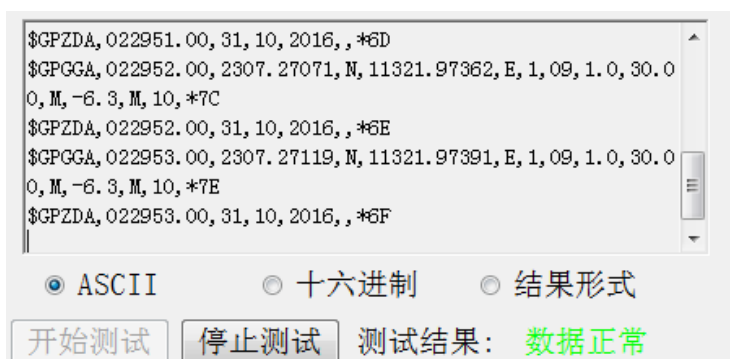 $GPZDA,022951.00,31,10,2016,,*6D
$GPGGA,022952.00,2307.27071,N,11321.97362,E,1,09,1.0,30.0
0,M,-6.3,M,10,*7C
$GPZDA,022952.00,31,10,2016,,*6E
$GPGGA,022953.00,2307.27119,N,11321.97391,E,1,09,1.0,30.0
0,M,-6.3,M,10,*7E
$GPZDA,022953.00,31,10,2016,,*6F
ASCII 十六进制 结果形式
开始测试 停止测试 测试结果: 数据正常